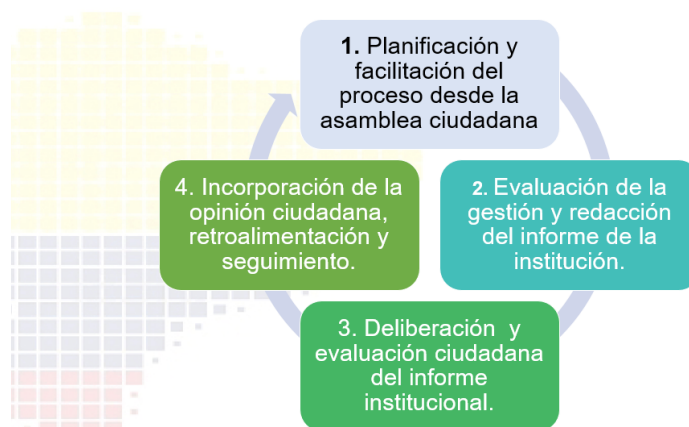 1. Planificación y
facilitación del
proceso desde la
asamblea ciudadana
2. Evaluación de la
gestión y redacción
del informe de la
institución.
3. Deliberación y
evaluación ciudadana
del informe
institucional.
4. Incorporación de la
opinión ciudadana,
retroalimentación y
seguimiento.